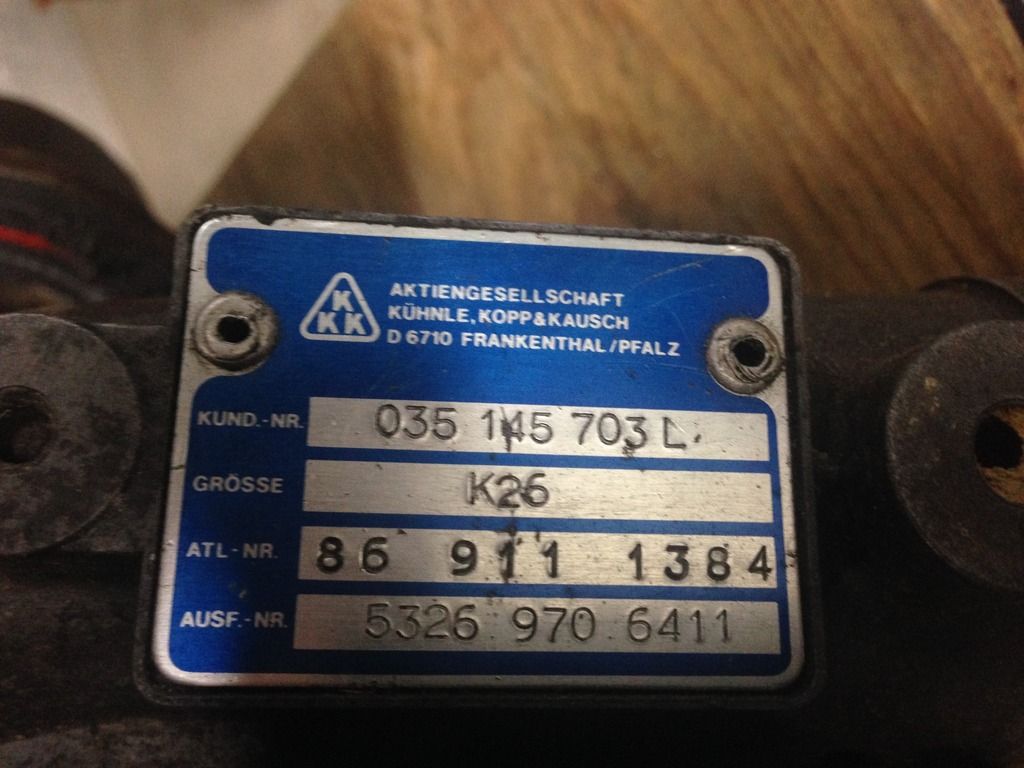 K
KK
AKTIENGESELLSCHAFT
KÜHNLE, KOPP&KAUSCH
D 6710 FRANKENTHAL/PFALZ
KUND.-NR. 035 145 703 L.
GRÖSSE K26
ATL-NR. 86 911 1384
AUSF.-NR. 5326 970 6411